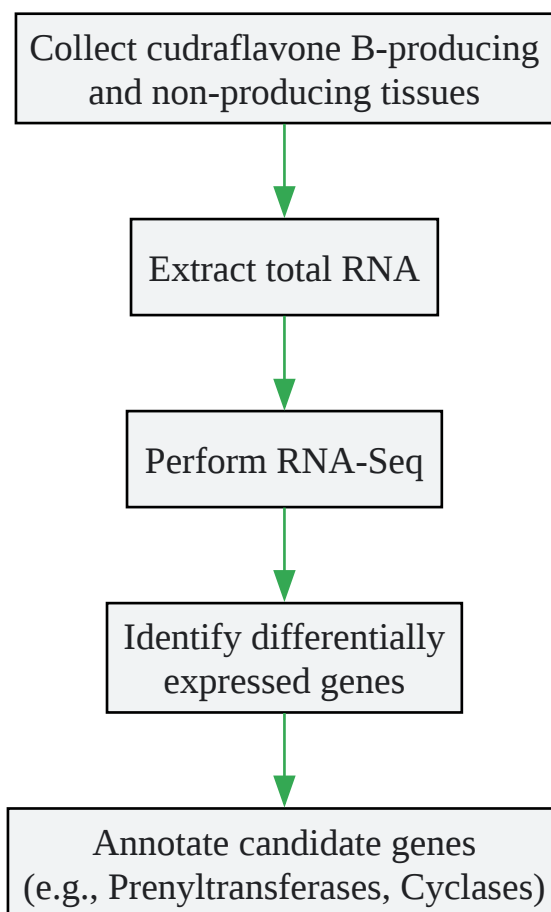 Collect cudraflavone B-producing
and non-producing tissues
Extract total RNA
Perform RNA-Seq
Identify differentially
expressed genes
Annotate candidate genes
(e.g., Prenyltransferases, Cyclases)